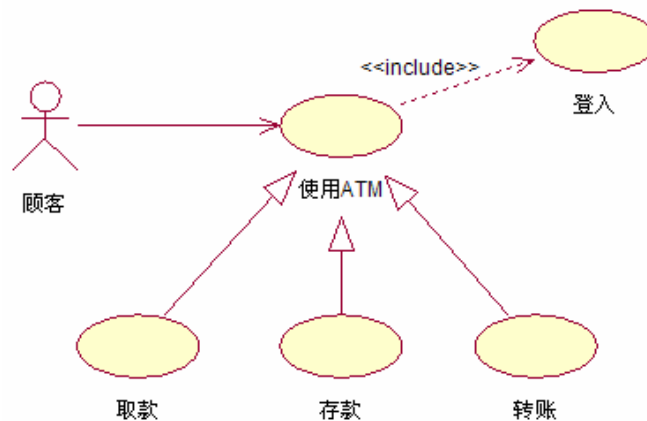 <<include>>
登入
顾客
使用ATM
取款
存款
转账